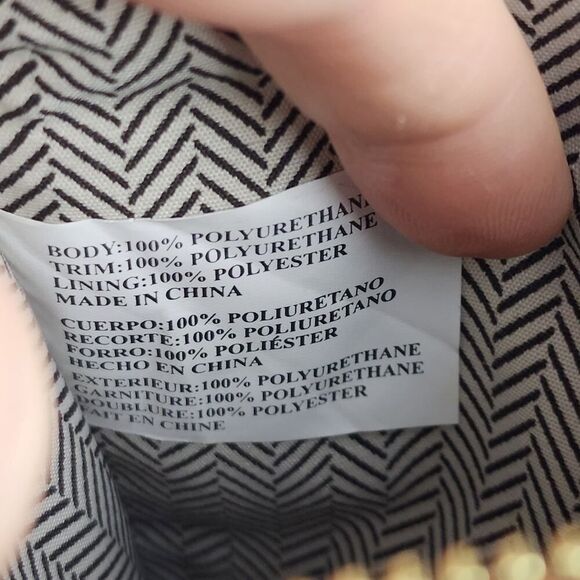 BODY:100% POLYURETHANE
TRIM:100% POLYURETHANE
LINING:100% POLYESTER
MADE IN CHINA
CUERPO:100% POLIURETANO
RECORTE:100% POLIURETANO
FORRO:100% POLIÉSTER
HECHO EN CHINA
EXTERIEUR:100% POLYURETHANE
GARNITURE:100% POLYURETHANE
DOUBLURE:100% POLYESTER
FAIT EN CHINE